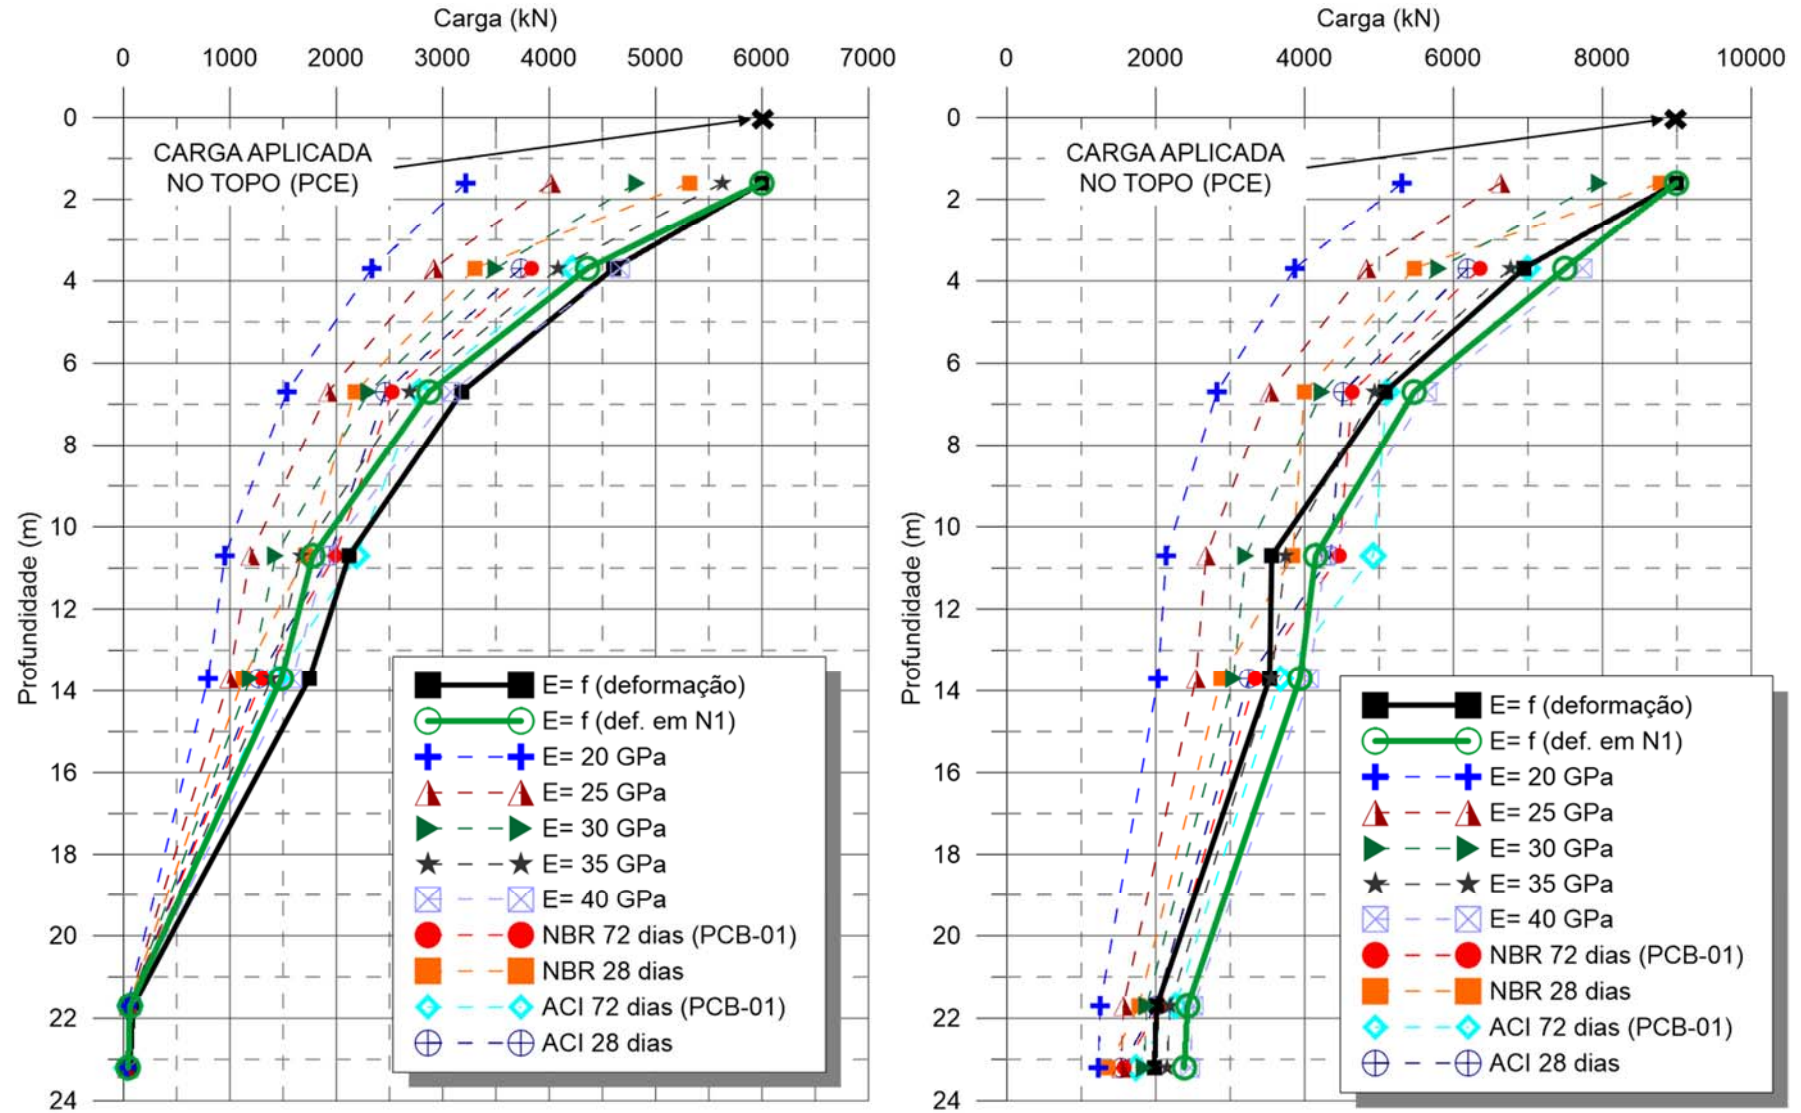 Carga (kN)
0 1000 2000 3000 4000 5000 6000 7000
Profundidade (m)
0
2
4
6
8
10
12
14
16
18
20
22
24
CARGA APLICADA
NO TOPO (PCE)
E= f (deformação)
E= f (def. em N1)
E= 20 GPa
E= 25 GPa
E= 30 GPa
E= 35 GPa
E= 40 GPa
NBR 72 dias (PCB-01)
NBR 28 dias
ACI 72 dias (PCB-01)
ACI 28 dias
Carga (kN)
0 2000 4000 6000 8000 10000
Profundidade (m)
0
2
4
6
8
10
12
14
16
18
20
22
24
CARGA APLICADA
NO TOPO (PCE)
E= f (deformação)
E= f (def. em N1)
E= 20 GPa
E= 25 GPa
E= 30 GPa
E= 35 GPa
E= 40 GPa
NBR 72 dias (PCB-01)
NBR 28 dias
ACI 72 dias (PCB-01)
ACI 28 dias